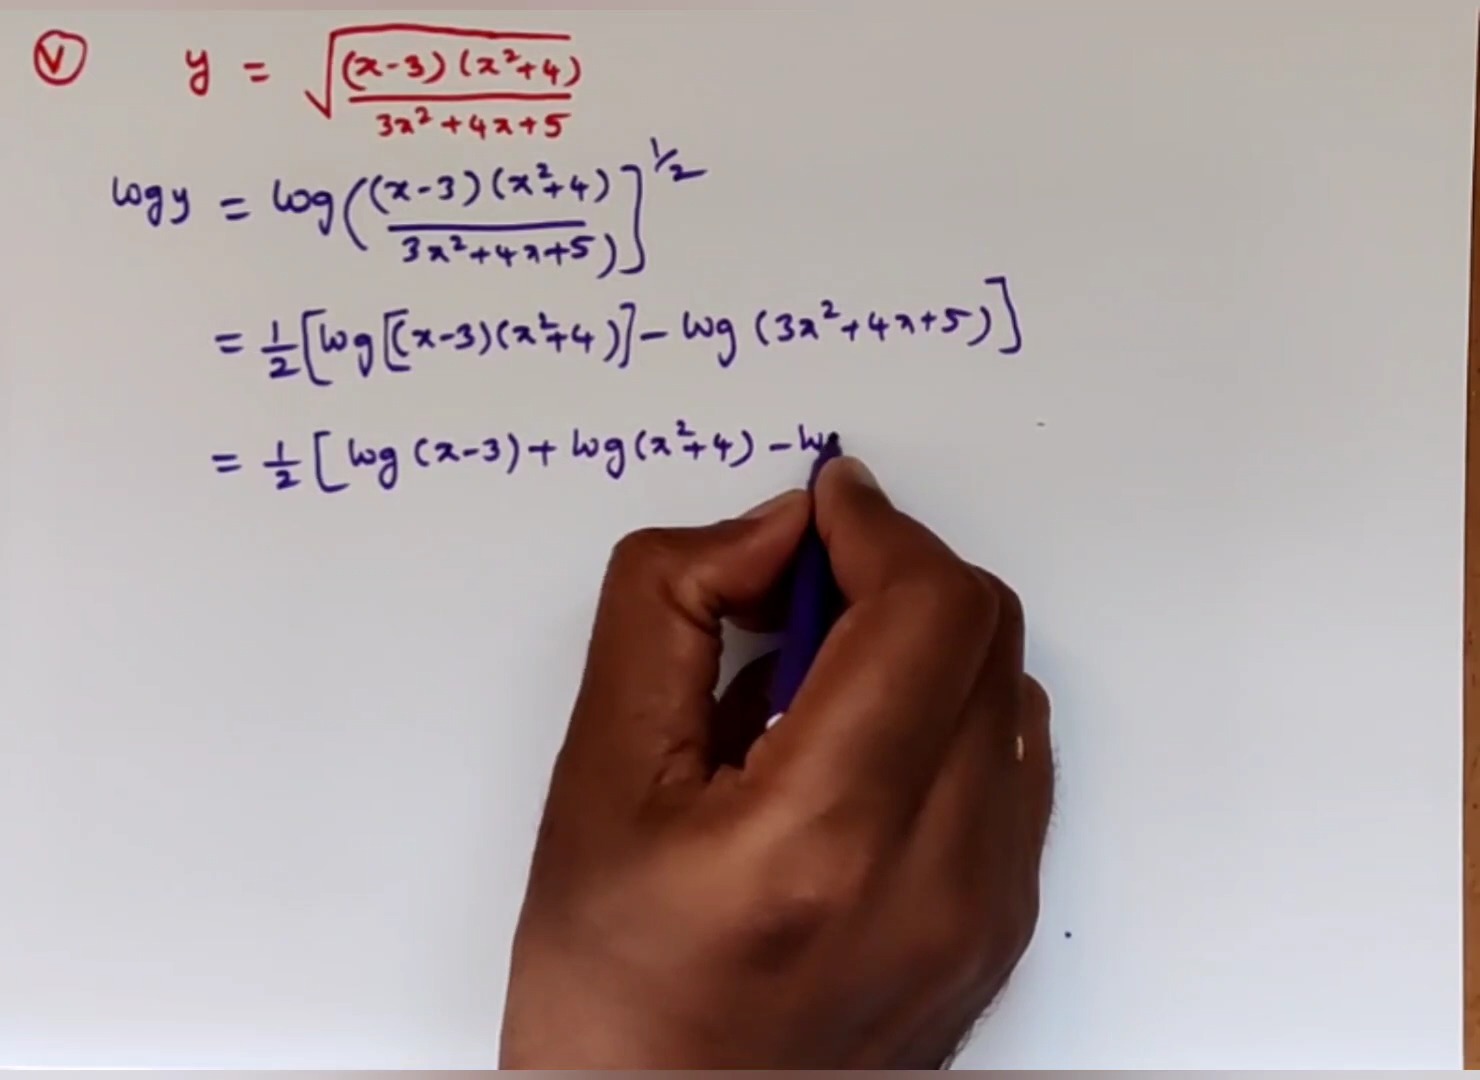 Ⓥ y = √((x-3)(x²+4) / 3x²+4x+5)
log y = log((x-3)(x²+4) / 3x²+4x+5)]^1/2
= 1/2 [log[(x-3)(x²+4)] - log (3x²+4x+5)]
= 1/2 [log (x-3) + log(x²+4) - lo